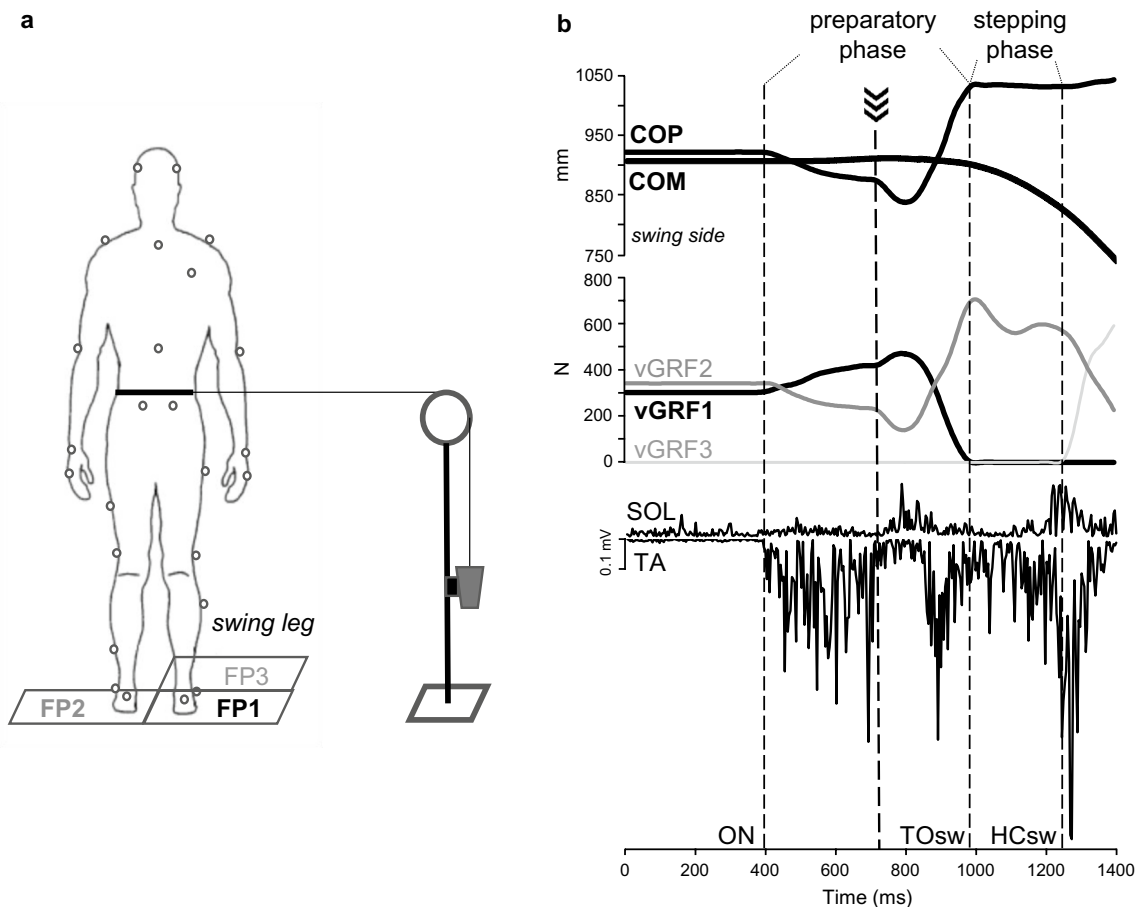 a
swing leg
FP3
FP2
FP1
b
preparatory
phase
stepping
phase
1050
950
850
750
mm
COP
COM
swing side
800
600
400
200
0
N
vGRF2
vGRF1
vGRF3
SOL
TA
0.1 mV
ON
TOsw
HCsw
0
200
400
600
800
1000
1200
1400
Time (ms)